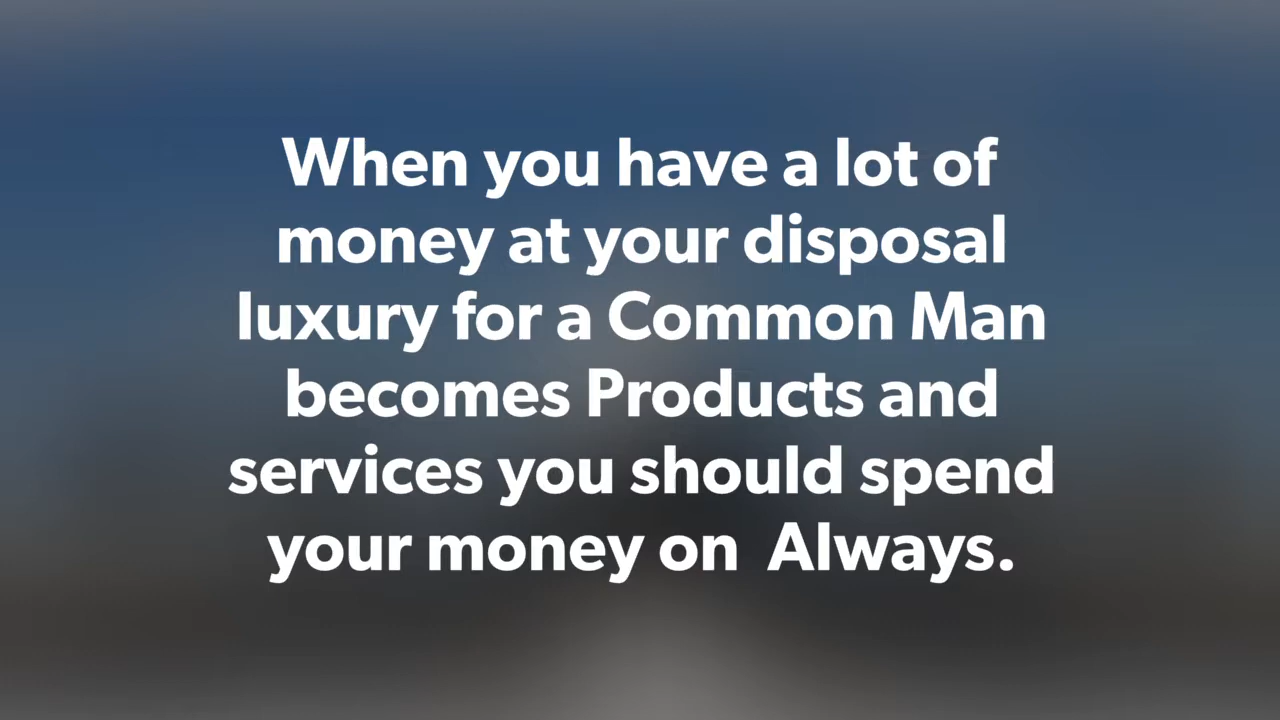 When you have a lot of
money at your disposal
luxury for a Common Man
becomes Products and
services you should spend
your money on  Always.